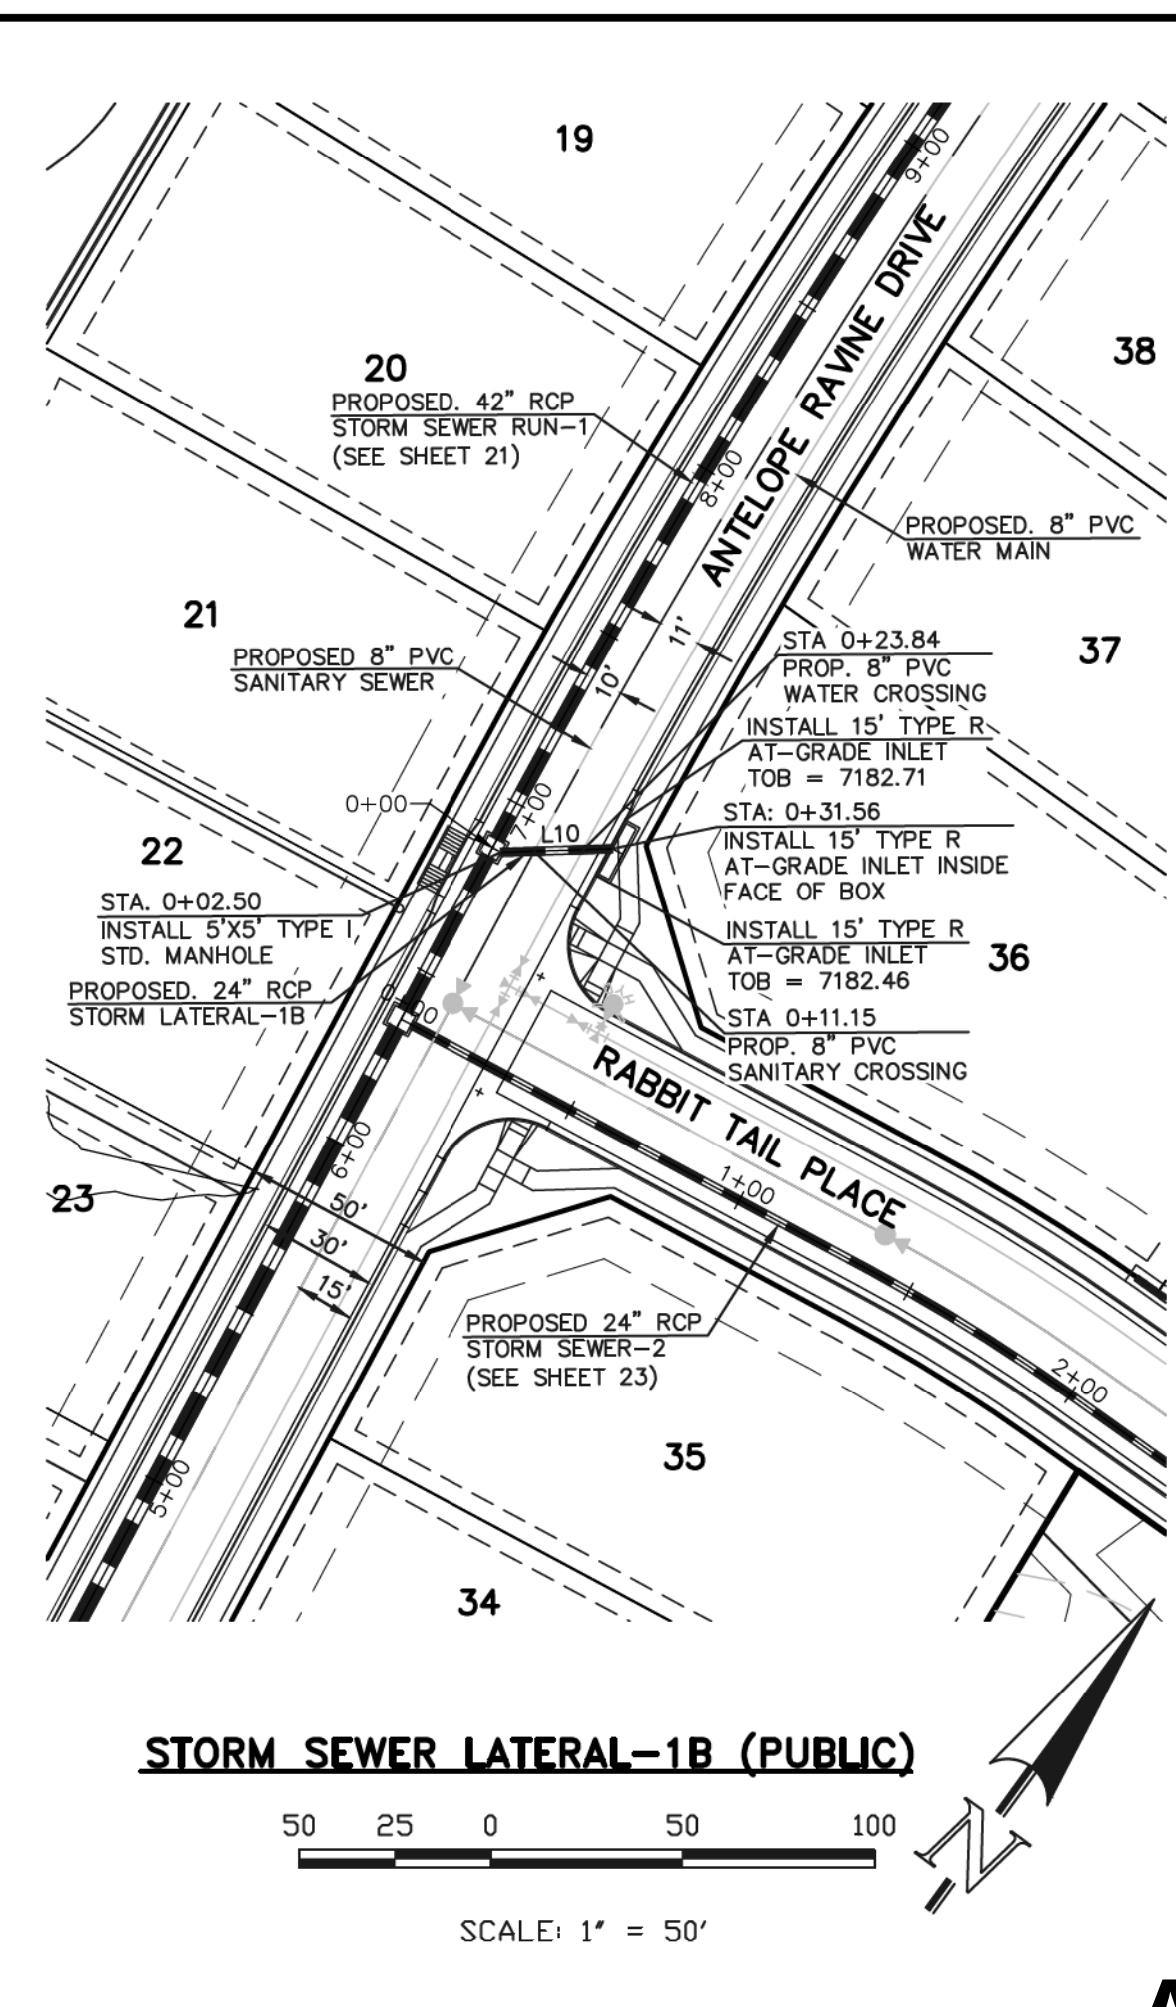 19
9+00
ANTELOPE RAVINE DRIVE
38
20
PROPOSED. 42" RCP
STORM SEWER RUN-1
(SEE SHEET 21)
8+00
PROPOSED. 8" PVC
WATER MAIN
21
PROPOSED 8" PVC
SANITARY SEWER
11'
10'
37
STA 0+23.84
PROP. 8" PVC
WATER CROSSING
INSTALL 15' TYPE R
AT-GRADE INLET
TOB = 7182.71
0+00
7+00
L10
STA: 0+31.56
INSTALL 15' TYPE R
AT-GRADE INLET INSIDE
FACE OF BOX
22
STA. 0+02.50
INSTALL 5'X5' TYPE I
STD. MANHOLE
INSTALL 15' TYPE R
AT-GRADE INLET
TOB = 7182.46
36
PROPOSED. 24" RCP
STORM LATERAL-1B
0+00
STA 0+11.15
PROP. 8" PVC
SANITARY CROSSING
RABBIT TAIL PLACE
6+00
1+00
23
50'
30'
15'
PROPOSED 24" RCP
STORM SEWER-2
(SEE SHEET 23)
2+00
35
5+00
34
STORM SEWER LATERAL-1B (PUBLIC)
50 25 0 50 100
N
SCALE: 1" = 50'